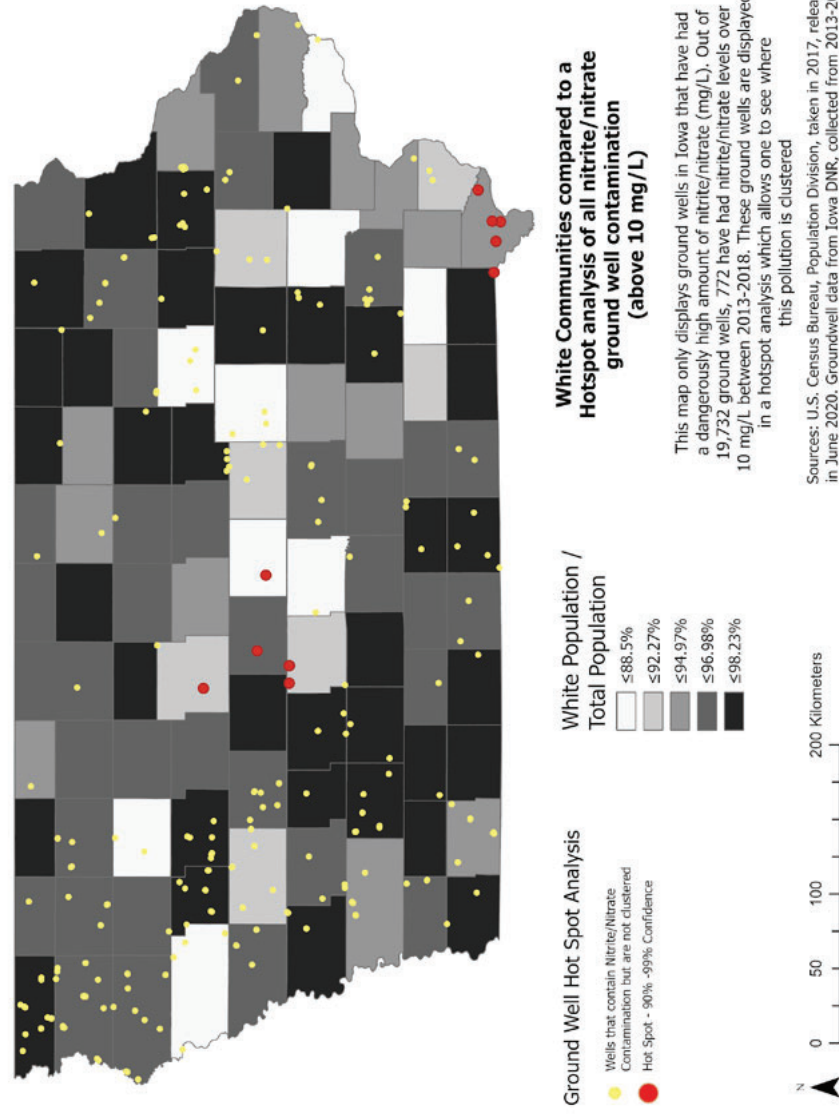 White Communities compared to a
Hotspot analysis of all nitrite/nitrate
ground well contamination
(above 10 mg/L)
This map only displays ground wells in Iowa that have had
a dangerously high amount of nitrite/nitrate (mg/L). Out of
19,732 ground wells, 772 have had nitrite/nitrate levels over
10 mg/L between 2013-2018. These ground wells are displayed
in a hotspot analysis which allows one to see where
this pollution is clustered
Sources: U.S. Census Bureau, Population Division, taken in 2017,
in June 2020. Groundwell data from Iowa DNR, collected from
White Population /
Total Population
≤88.5%
≤92.27%
≤94.97%
≤96.98%
≤98.23%
Ground Well Hot Spot Analysis
Wells that contain Nitrite/Nitrate
Contamination but are not clustered
Hot Spot - 90% -99% Confidence
N
0 50 100 200 Kilometers